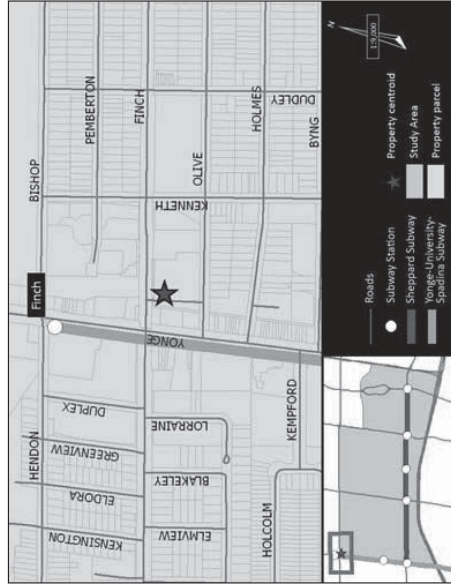 Finch
BISHOP
PEMBERTON
FINCH
KENNETH
OLIVE
DUDLEY
HOLMES
BYNG
YONGE
HENDON
DUPLEX
GREENVIEW
ELDORA
KENSINGTON
LORRAINE
BLAKELEY
ELMVIEW
KEMPFORD
HOLCOLM
N
1:9,000
Roads
Subway Station
Sheppard Subway
Yonge-University-
Spadina Subway
Property centroid
Study Area
Property parcel